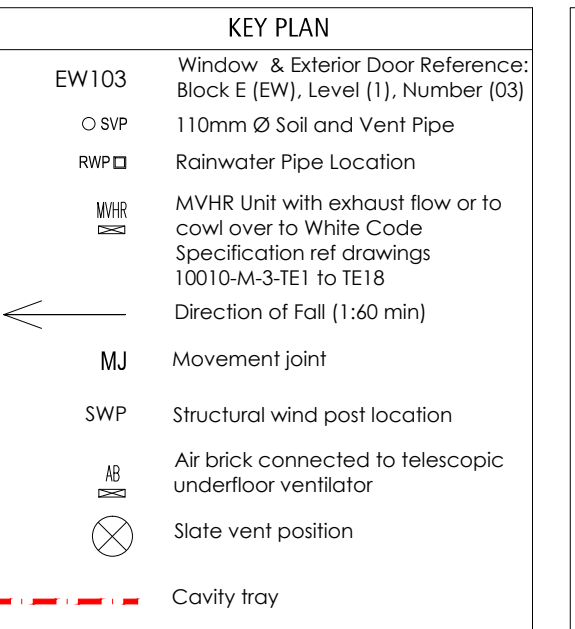 KEY PLAN
EW103 Window & Exterior Door Reference:
Block E (EW), Level (1), Number (03)
SVP 110mm Ø Soil and Vent Pipe
RWP Rainwater Pipe Location
MVHR MVHR Unit with exhaust flow or to
cowl over to White Code
Specification ref drawings
10010-M-3-TE1 to TE18
Direction of Fall (1:60 min)
MJ Movement joint
SWP Structural wind post location
AB Air brick connected to telescopic
underfloor ventilator
Slate vent position
Cavity tray